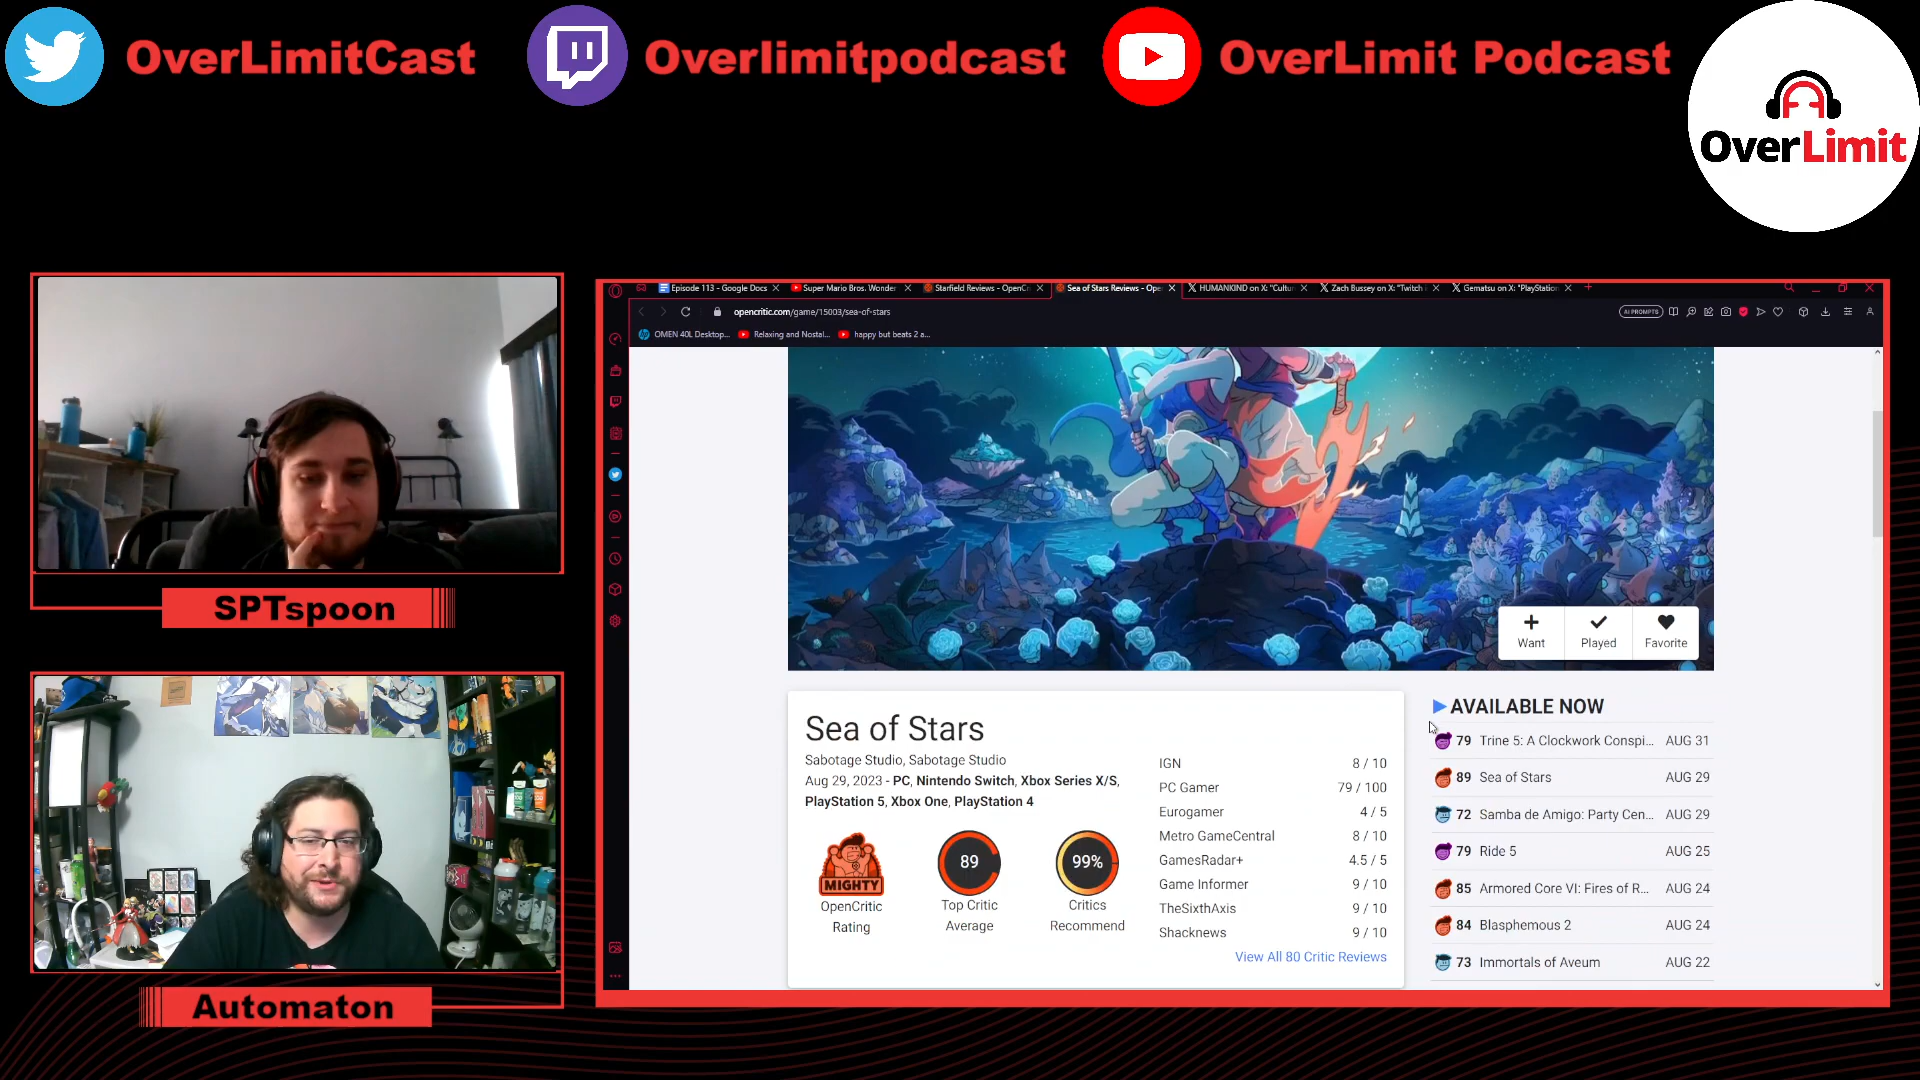 OverLimitCast
Overlimitpodcast
OverLimit Podcast
OverLimit
Episode 113 - Google Docs
Super Mario Bros. Wonder
Starfield Reviews - OpenCr
Sea of Stars Reviews - Ope
HUMANKIND on X: "Cultur
Zach Bussey on X: "Twitch
Gematsu on X: "PlayStation
opencritic.com/game/15003/sea-of-stars
AI PROMPTS
OMEN 40L Desktop...
Relaxing and Nostal...
happy but beats 2 a...
Want
Played
Favorite
SPTspoon
Automaton
Sea of Stars
Sabotage Studio, Sabotage Studio
Aug 29, 2023 - PC, Nintendo Switch, Xbox Series X/S,
PlayStation 5, Xbox One, PlayStation 4
MIGHTY
OpenCritic
Rating
89
Top Critic
Average
99%
Critics
Recommend
IGN 8 / 10
PC Gamer 79 / 100
Eurogamer 4 / 5
Metro GameCentral 8 / 10
GamesRadar+ 4.5 / 5
Game Informer 9 / 10
TheSixthAxis 9 / 10
Shacknews 9 / 10
View All 80 Critic Reviews
AVAILABLE NOW
79 Trine 5: A Clockwork Conspi... AUG 31
89 Sea of Stars AUG 29
72 Samba de Amigo: Party Cen... AUG 29
79 Ride 5 AUG 25
85 Armored Core VI: Fires of R... AUG 24
84 Blasphemous 2 AUG 24
73 Immortals of Aveum AUG 22